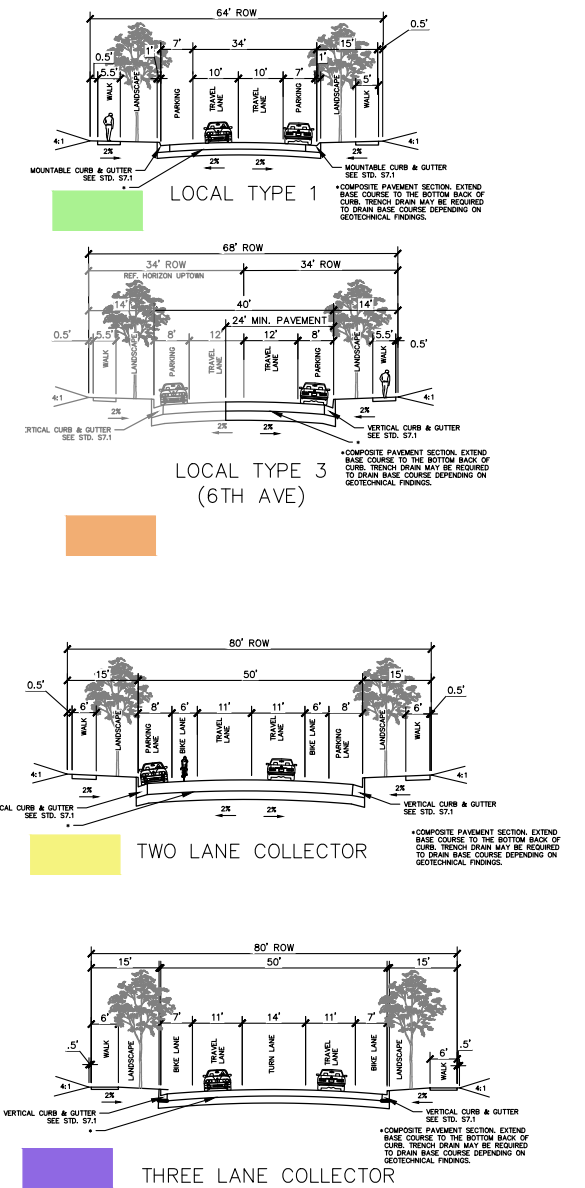 64' ROW
0.5'
7'
34'
15'
1'
0.5'
5.5'
10'
10'
7'
1'
5'
WALK
LANDSCAPE
PARKING
TRAVEL LANE
TRAVEL LANE
PARKING
LANDSCAPE
WALK
4:1
4:1
2%
2%
2%
2%
MOUNTABLE CURB & GUTTER
SEE STD. S7.1
*
MOUNTABLE CURB & GUTTER
SEE STD. S7.1
LOCAL TYPE 1
*COMPOSITE PAVEMENT SECTION. EXTEND
BASE COURSE TO THE BOTTOM BACK OF
CURB. TRENCH DRAIN MAY BE REQUIRED
TO DRAIN BASE COURSE DEPENDING ON
GEOTECHNICAL FINDINGS.
68' ROW
34' ROW
34' ROW
REF. HORIZON UPTOWN
14'
40'
14'
24' MIN. PAVEMENT
0.5'
5.5'
8'
12'
12'
8'
5.5'
0.5'
WALK
LANDSCAPE
PARKING
TRAVEL LANE
TRAVEL LANE
PARKING
LANDSCAPE
WALK
4:1
4:1
2%
2%
2%
2%
ERTICAL CURB & GUTTER
SEE STD. S7.1
VERTICAL CURB & GUTTER
SEE STD. S7.1
*
LOCAL TYPE 3
(6TH AVE)
*COMPOSITE PAVEMENT SECTION. EXTEND
BASE COURSE TO THE BOTTOM BACK OF
CURB. TRENCH DRAIN MAY BE REQUIRED
TO DRAIN BASE COURSE DEPENDING ON
GEOTECHNICAL FINDINGS.
80' ROW
15'
50'
15'
0.5'
0.5'
6'
8'
6'
11'
11'
6'
8'
6'
WALK
LANDSCAPE
PARKING LANE
BIKE LANE
TRAVEL LANE
TRAVEL LANE
BIKE LANE
PARKING LANE
LANDSCAPE
WALK
4:1
4:1
2%
2%
2%
2%
CAL CURB & GUTTER
SEE STD. S7.1
*
VERTICAL CURB & GUTTER
SEE STD. S7.1
TWO LANE COLLECTOR
*COMPOSITE PAVEMENT SECTION. EXTEND
BASE COURSE TO THE BOTTOM BACK OF
CURB. TRENCH DRAIN MAY BE REQUIRED
TO DRAIN BASE COURSE DEPENDING ON
GEOTECHNICAL FINDINGS.
80' ROW
15'
50'
15'
6'
7'
11'
14'
11'
7'
6'
.5'
.5'
WALK
LANDSCAPE
BIKE LANE
TRAVEL LANE
TURN LANE
TRAVEL LANE
BIKE LANE
LANDSCAPE
WALK
4:1
4:1
2%
2%
VERTICAL CURB & GUTTER
SEE STD. S7.1
*
VERTICAL CURB & GUTTER
SEE STD. S7.1
*COMPOSITE PAVEMENT SECTION. EXTEND
BASE COURSE TO THE BOTTOM BACK OF
CURB. TRENCH DRAIN MAY BE REQUIRED
TO DRAIN BASE COURSE DEPENDING ON
GEOTECHNICAL FINDINGS.
THREE LANE COLLECTOR